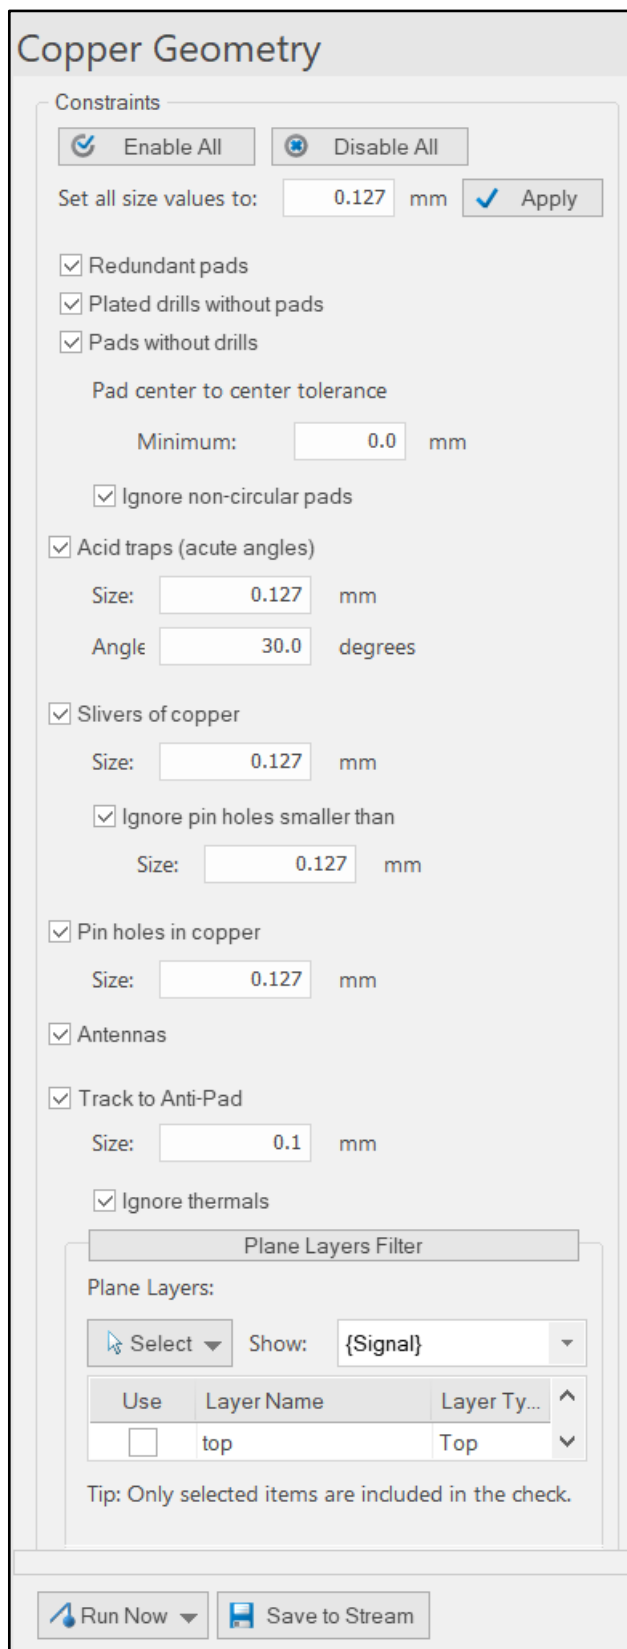 Copper Geometry
Constraints
Enable All Disable All
Set all size values to: 0.127 mm Apply
Redundant pads
Plated drills without pads
Pads without drills
Pad center to center tolerance
Minimum: 0.0 mm
Ignore non-circular pads
Acid traps (acute angles)
Size: 0.127 mm
Angle 30.0 degrees
Slivers of copper
Size: 0.127 mm
Ignore pin holes smaller than
Size: 0.127 mm
Pin holes in copper
Size: 0.127 mm
Antennas
Track to Anti-Pad
Size: 0.1 mm
Ignore thermals
Plane Layers Filter
Plane Layers:
Select Show: {Signal}
Use Layer Name Layer Ty...
top Top
Tip: Only selected items are included in the check.
Run Now Save to Stream